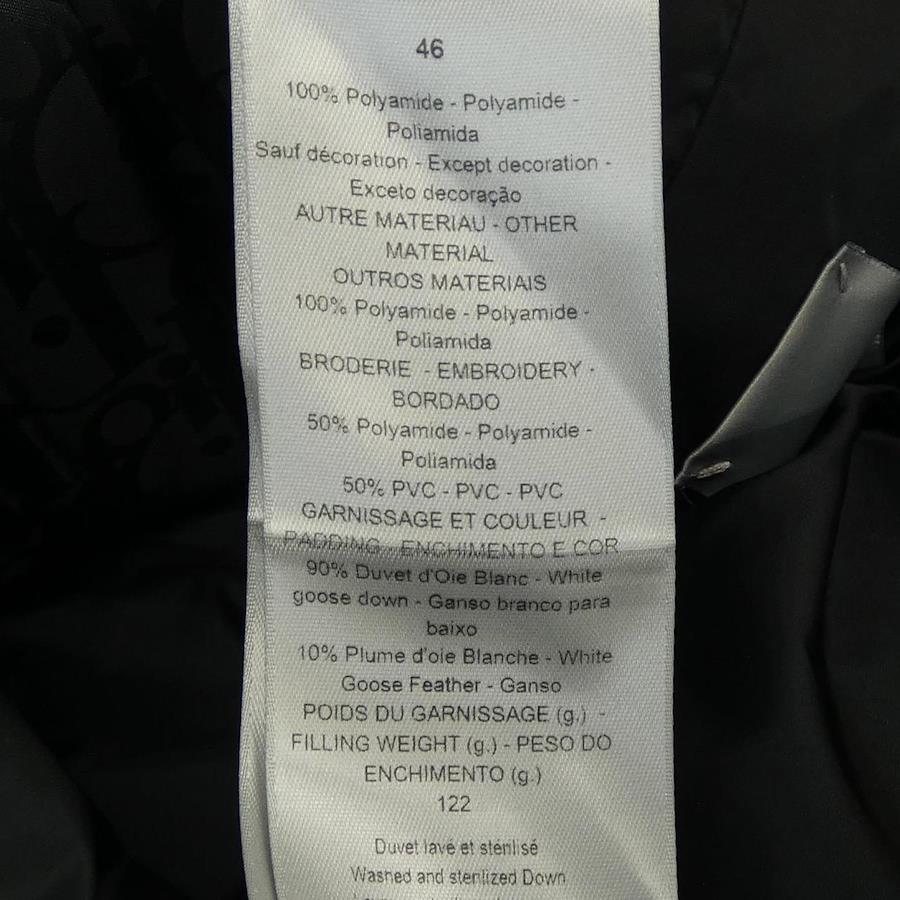 46
100% Polyamide - Polyamide -
Poliamida
Sauf décoration - Except decoration -
Exceto decoração
AUTRE MATERIAU - OTHER
MATERIAL
OUTROS MATERIAIS
100% Polyamide - Polyamide -
Poliamida
BRODERIE - EMBROIDERY -
BORDADO
50% Polyamide - Polyamide -
Poliamida
50% PVC - PVC - PVC
GARNISSAGE ET COULEUR -
PADDING - ENCHIMENTO E COR
90% Duvet d'Oie Blanc - White
goose down - Ganso branco para
baixo
10% Plume d'oie Blanche - White
Goose Feather - Ganso
POIDS DU GARNISSAGE (g.) -
FILLING WEIGHT (g.) - PESO DO
ENCHIMENTO (g.)
122
Duvet lavé et stérilisé
Washed and sterilized Down